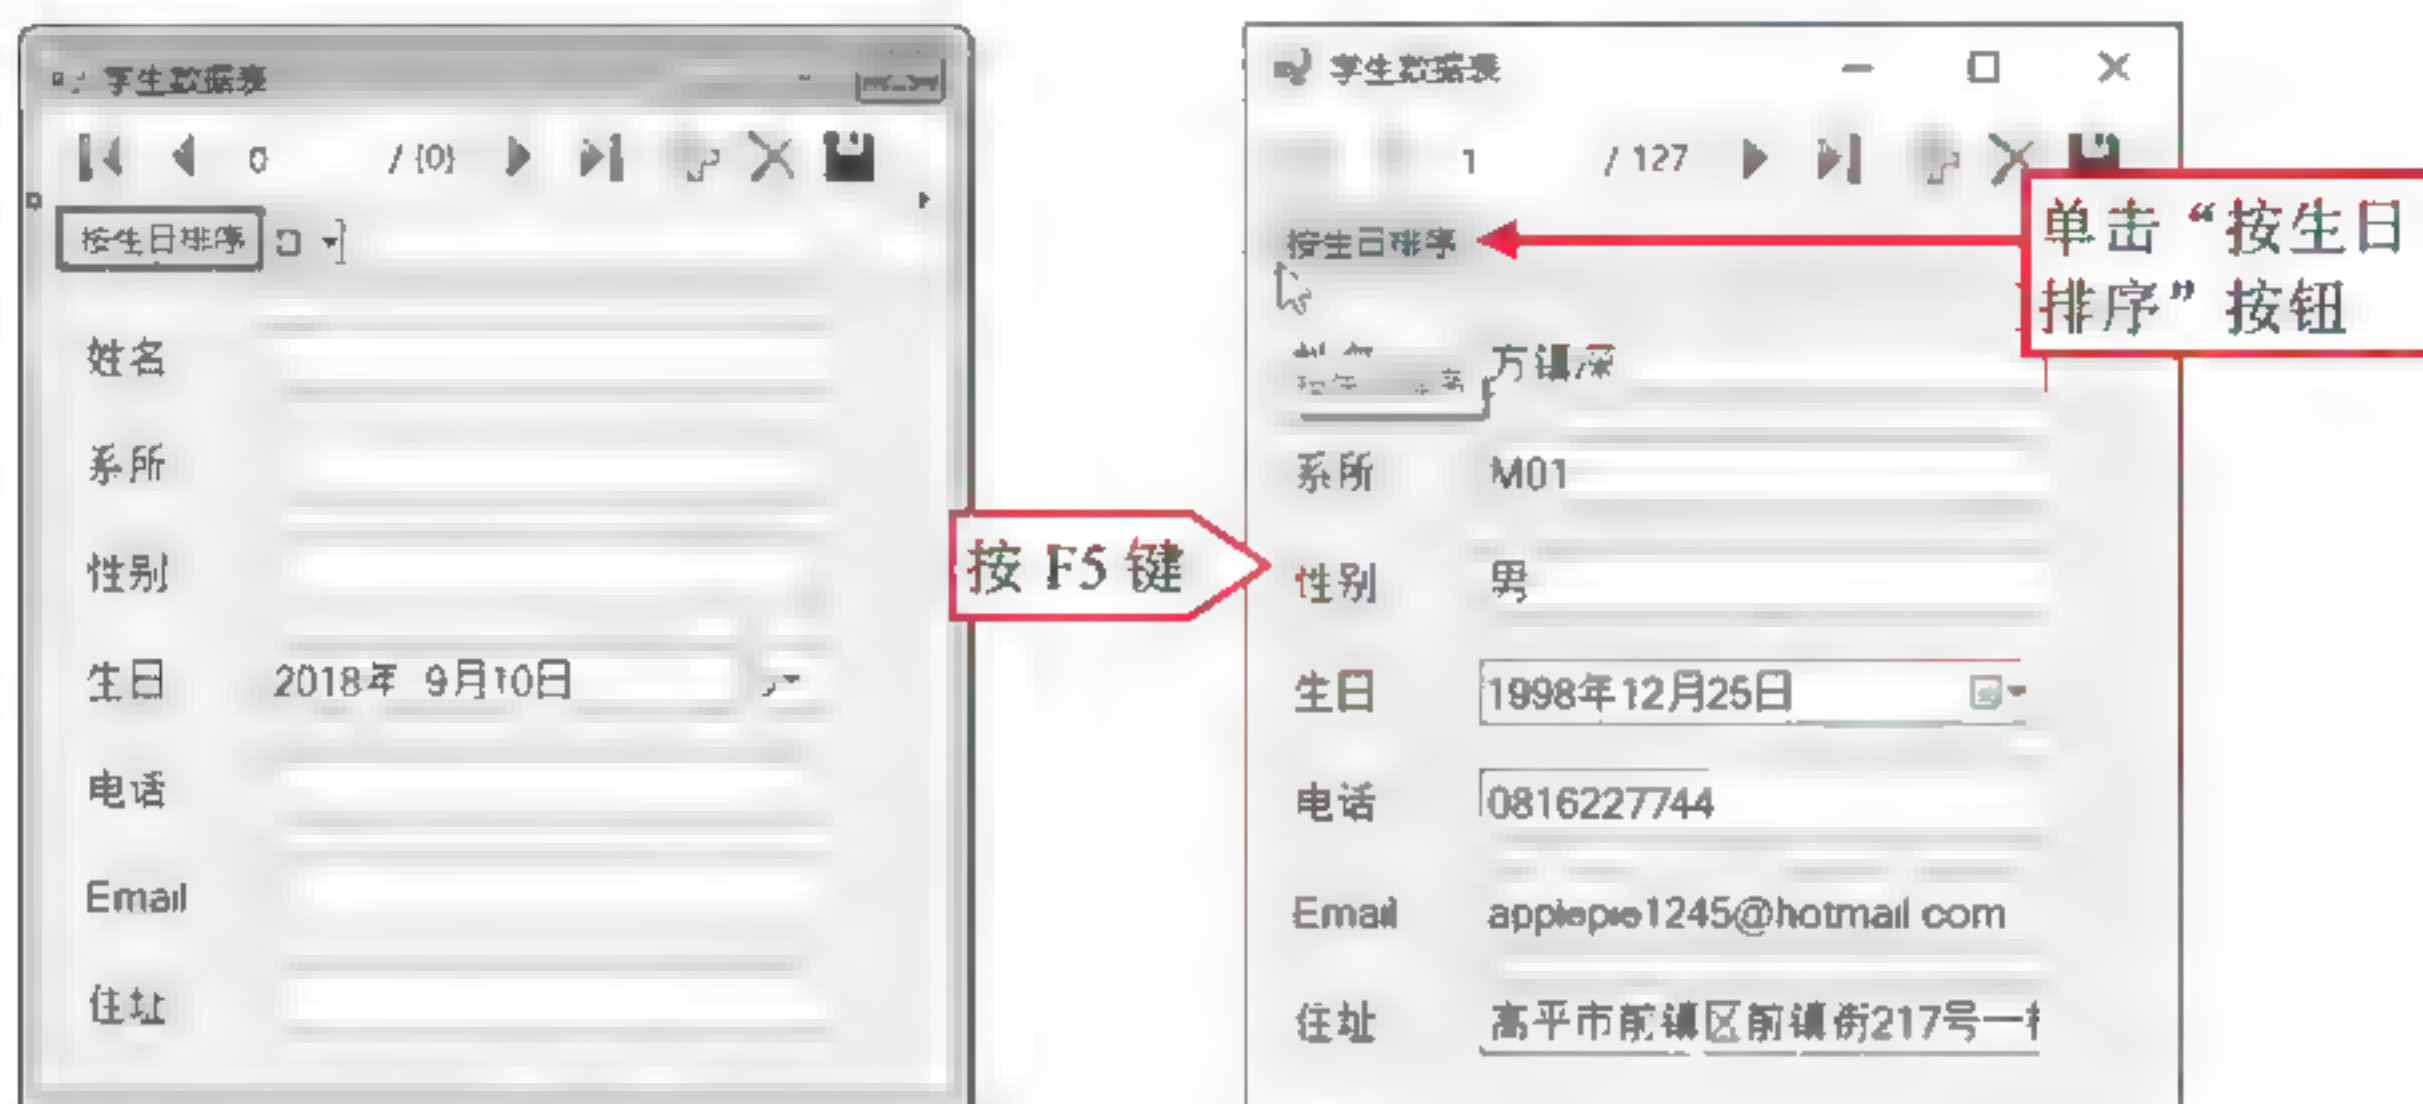 学生数据表
0 / {0}
按生日排序
姓名
系所
性别
生日 2018年 9月10日
电话
Email
住址
按 F5 键
学生数据表
1 / 127
按生日排序
单击“按生日
排序”按钮
方镇
系所 M01
性别 男
生日 1998年12月25日
电话 0816227744
Email applepie1245@hotmail com
住址 高平市前镇区前镇街217号一